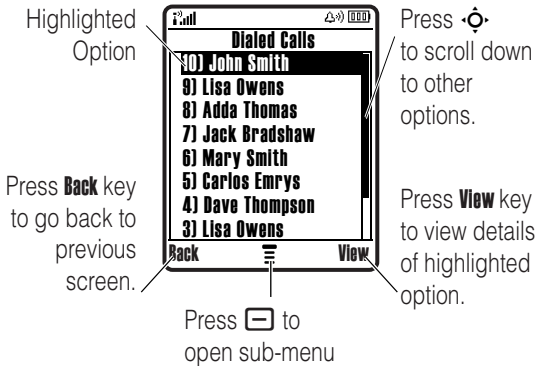 Highlighted
Option
Dialed Calls
10) John Smith
9) Lisa Owens
8) Adda Thomas
7) Jack Bradshaw
6) Mary Smith
5) Carlos Emrys
4) Dave Thompson
3) Lisa Owens
Back
View
Press
to scroll down
to other
options.
Press Back key
to go back to
previous
screen.
Press View key
to view details
of highlighted
option.
Press to
open sub-menu